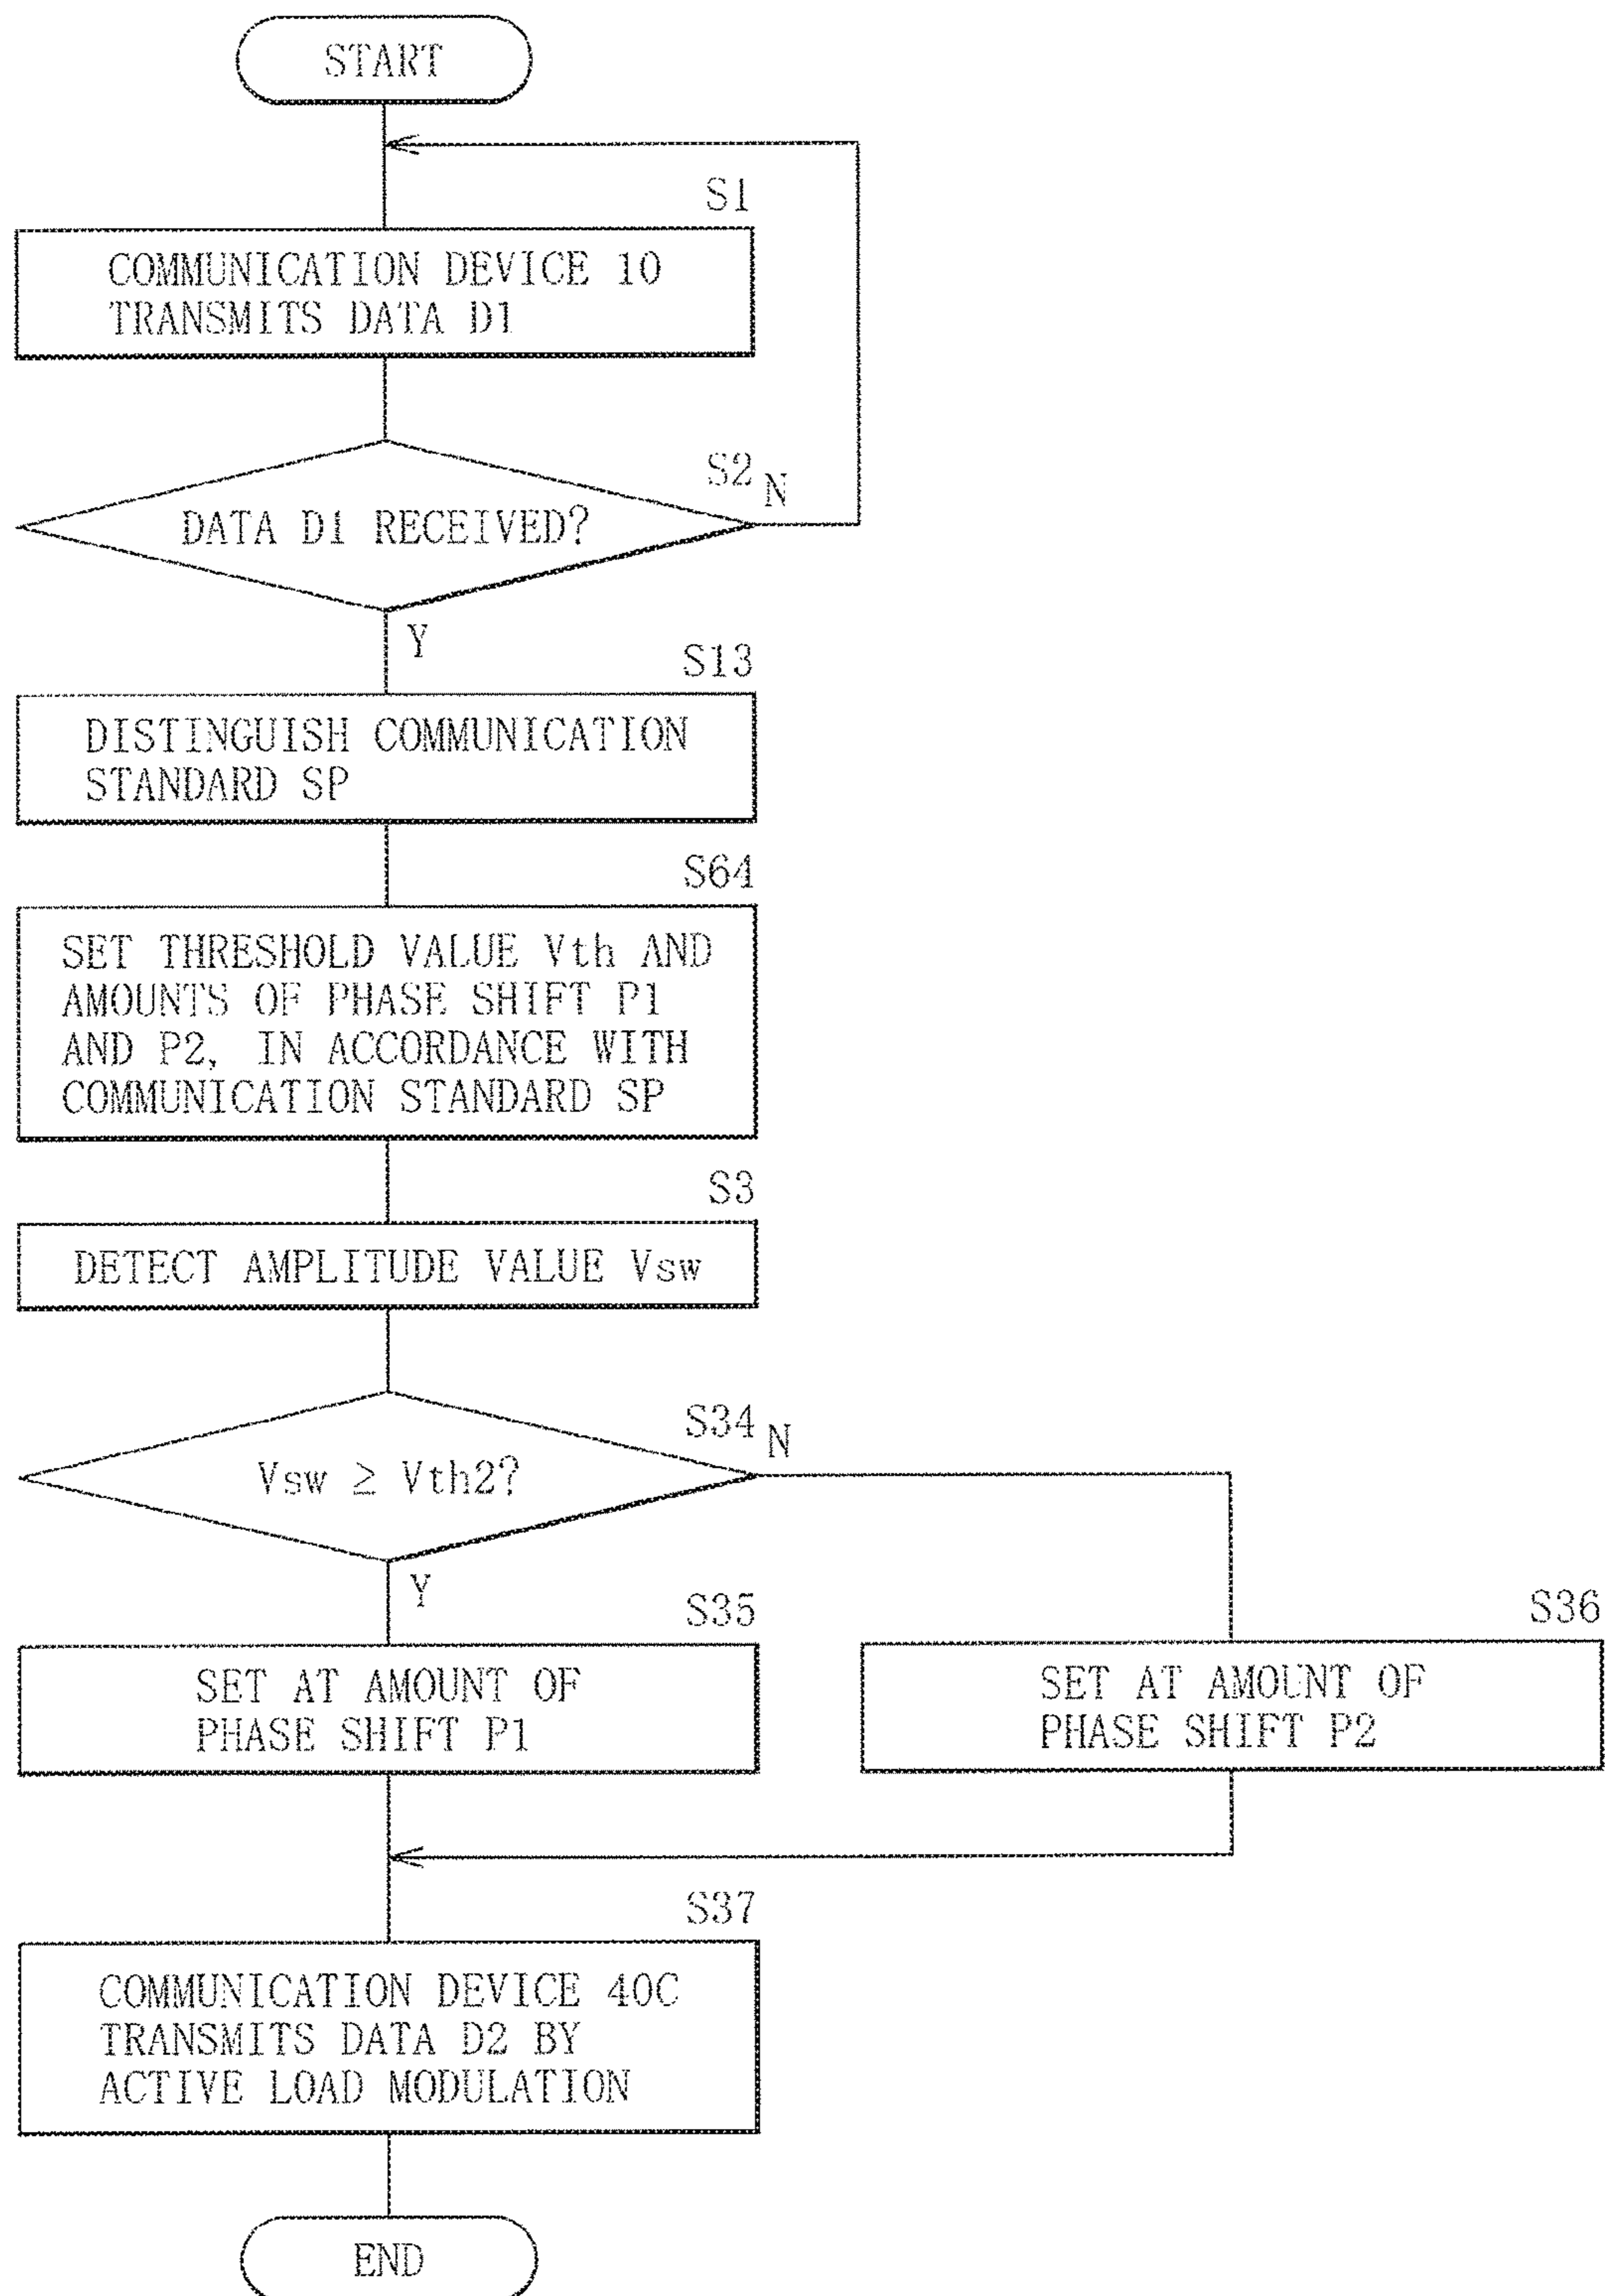 START
S1
COMMUNICATION DEVICE 10
TRANSMITS DATA D1
S2
N
DATA D1 RECEIVED?
Y
S13
DISTINGUISH COMMUNICATION
STANDARD SP
S64
SET THRESHOLD VALUE Vth AND
AMOUNTS OF PHASE SHIFT P1
AND P2, IN ACCORDANCE WITH
COMMUNICATION STANDARD SP
S3
DETECT AMPLITUDE VALUE Vsw
S34
N
Vsw ≥ Vth2?
Y
S35
SET AT AMOUNT OF
PHASE SHIFT P1
S36
SET AT AMOUNT OF
PHASE SHIFT P2
S37
COMMUNICATION DEVICE 40C
TRANSMITS DATA D2 BY
ACTIVE LOAD MODULATION
END